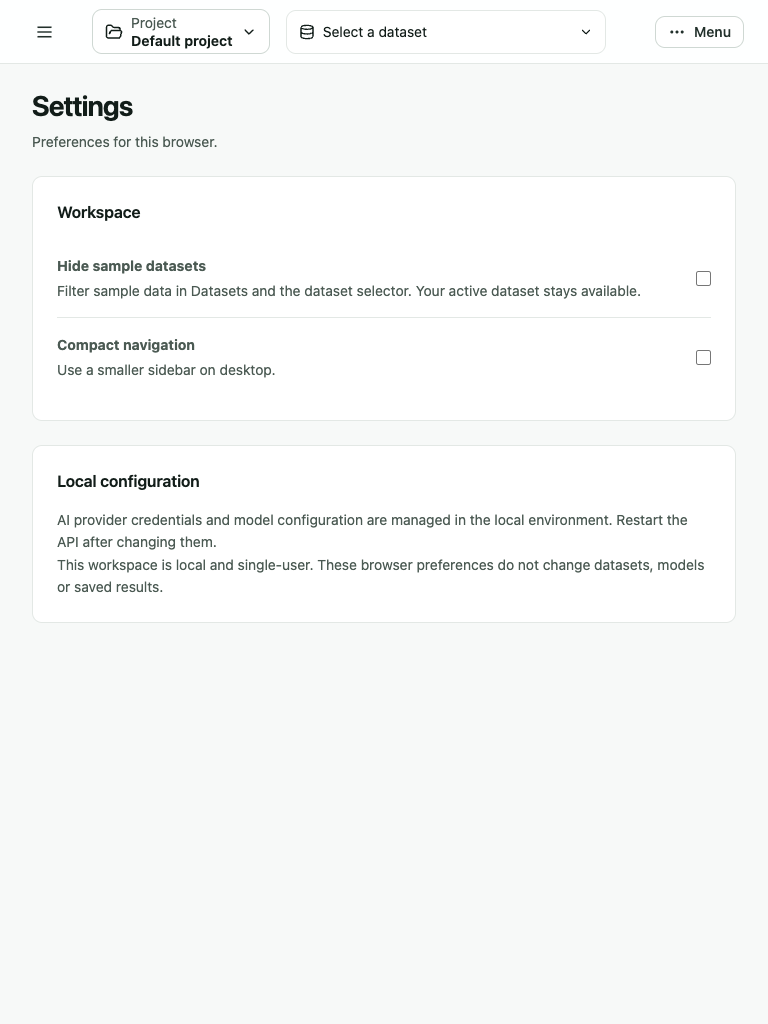 Project
Default project
Select a dataset
Menu
Settings
Preferences for this browser.
Workspace
Hide sample datasets
Filter sample data in Datasets and the dataset selector. Your active dataset stays available.
Compact navigation
Use a smaller sidebar on desktop.
Local configuration
AI provider credentials and model configuration are managed in the local environment. Restart the
API after changing them.
This workspace is local and single-user. These browser preferences do not change datasets, models
or saved results.